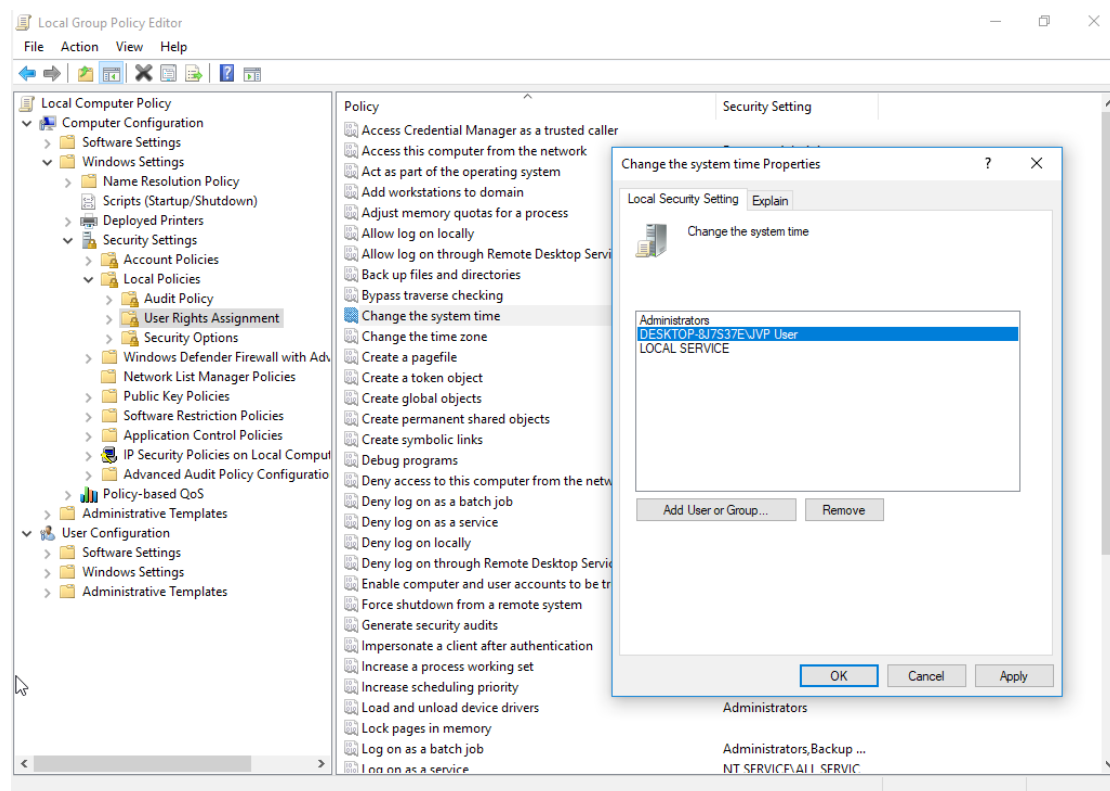 Local Group Policy Editor
File Action View Help
Local Computer Policy
Computer Configuration
Software Settings
Windows Settings
Name Resolution Policy
Scripts (Startup/Shutdown)
Deployed Printers
Security Settings
Account Policies
Local Policies
Audit Policy
User Rights Assignment
Security Options
Windows Defender Firewall with Adv
Network List Manager Policies
Public Key Policies
Software Restriction Policies
Application Control Policies
IP Security Policies on Local Comput
Advanced Audit Policy Configuratio
Policy-based QoS
Administrative Templates
User Configuration
Software Settings
Windows Settings
Administrative Templates
Policy Security Setting
Access Credential Manager as a trusted caller
Access this computer from the network
Act as part of the operating system
Add workstations to domain
Adjust memory quotas for a process
Allow log on locally
Allow log on through Remote Desktop Servi
Back up files and directories
Bypass traverse checking
Change the system time
Change the time zone
Create a pagefile
Create a token object
Create global objects
Create permanent shared objects
Create symbolic links
Debug programs
Deny access to this computer from the netw
Deny log on as a batch job
Deny log on as a service
Deny log on locally
Deny log on through Remote Desktop Servic
Enable computer and user accounts to be tr
Force shutdown from a remote system
Generate security audits
Impersonate a client after authentication
Increase a process working set
Increase scheduling priority
Load and unload device drivers Administrators
Lock pages in memory
Log on as a batch job Administrators,Backup ...
Log on as a service NT SERVICE\ALL SERVIC
Change the system time Properties ?
Local Security Setting Explain
Change the system time
Administrators
DESKTOP-8J7S37E\JVP User
LOCAL SERVICE
Add User or Group... Remove
OK Cancel Apply